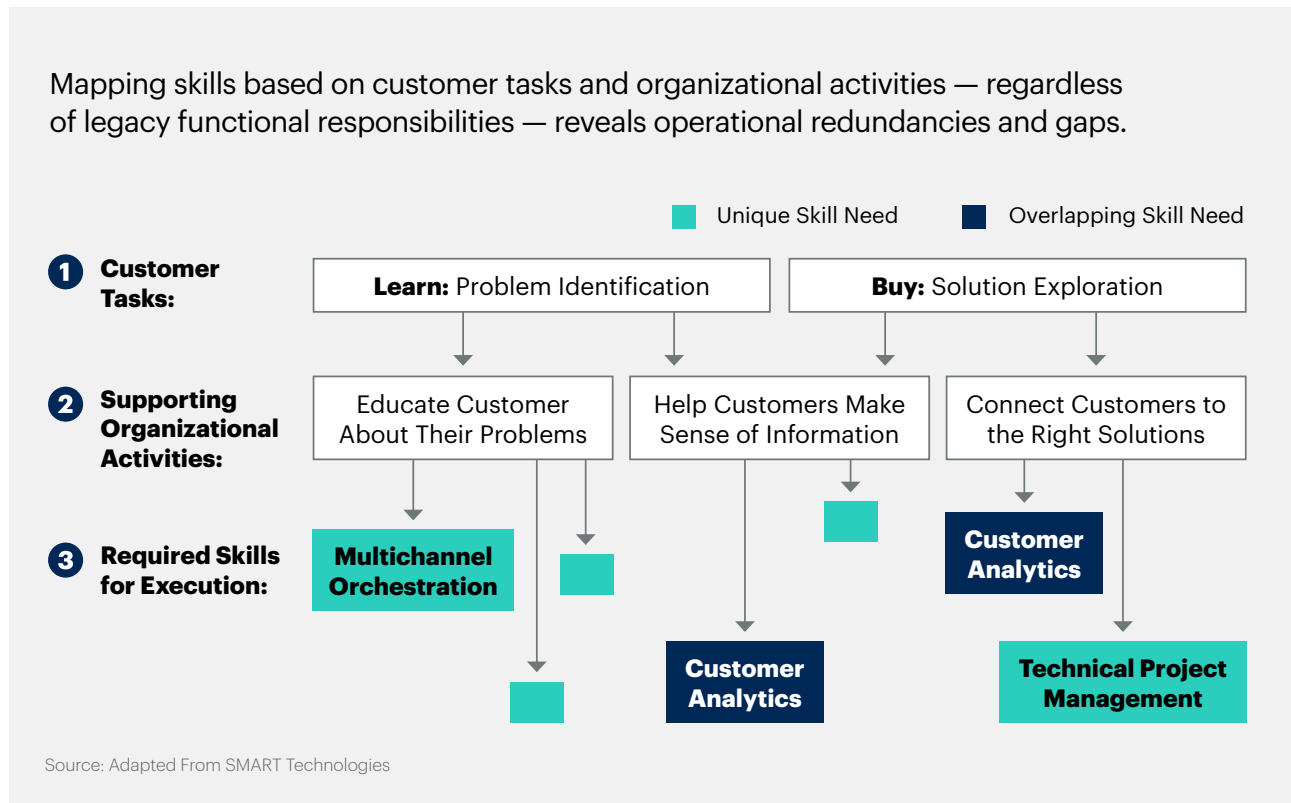 Mapping skills based on customer tasks and organizational activities — regardless
of legacy functional responsibilities — reveals operational redundancies and gaps.
Unique Skill Need
Overlapping Skill Need
1
Customer
Tasks:
Learn: Problem Identification
Buy: Solution Exploration
2
Supporting
Organizational
Activities:
Educate Customer
About Their Problems
Help Customers Make
Sense of Information
Connect Customers to
the Right Solutions
3
Required Skills
for Execution:
Multichannel
Orchestration
Customer
Analytics
Customer
Analytics
Technical Project
Management
Source: Adapted From SMART Technologies